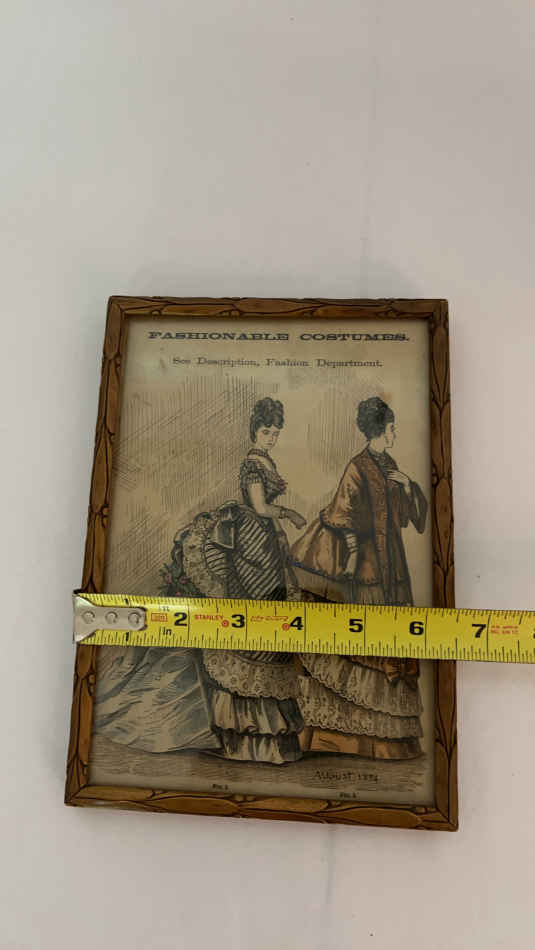 FASHIONABLE COSTUMES.
See Description, Fashion Department.
1 2 3 4 5 6 7
STANLEY
in
August, 1874